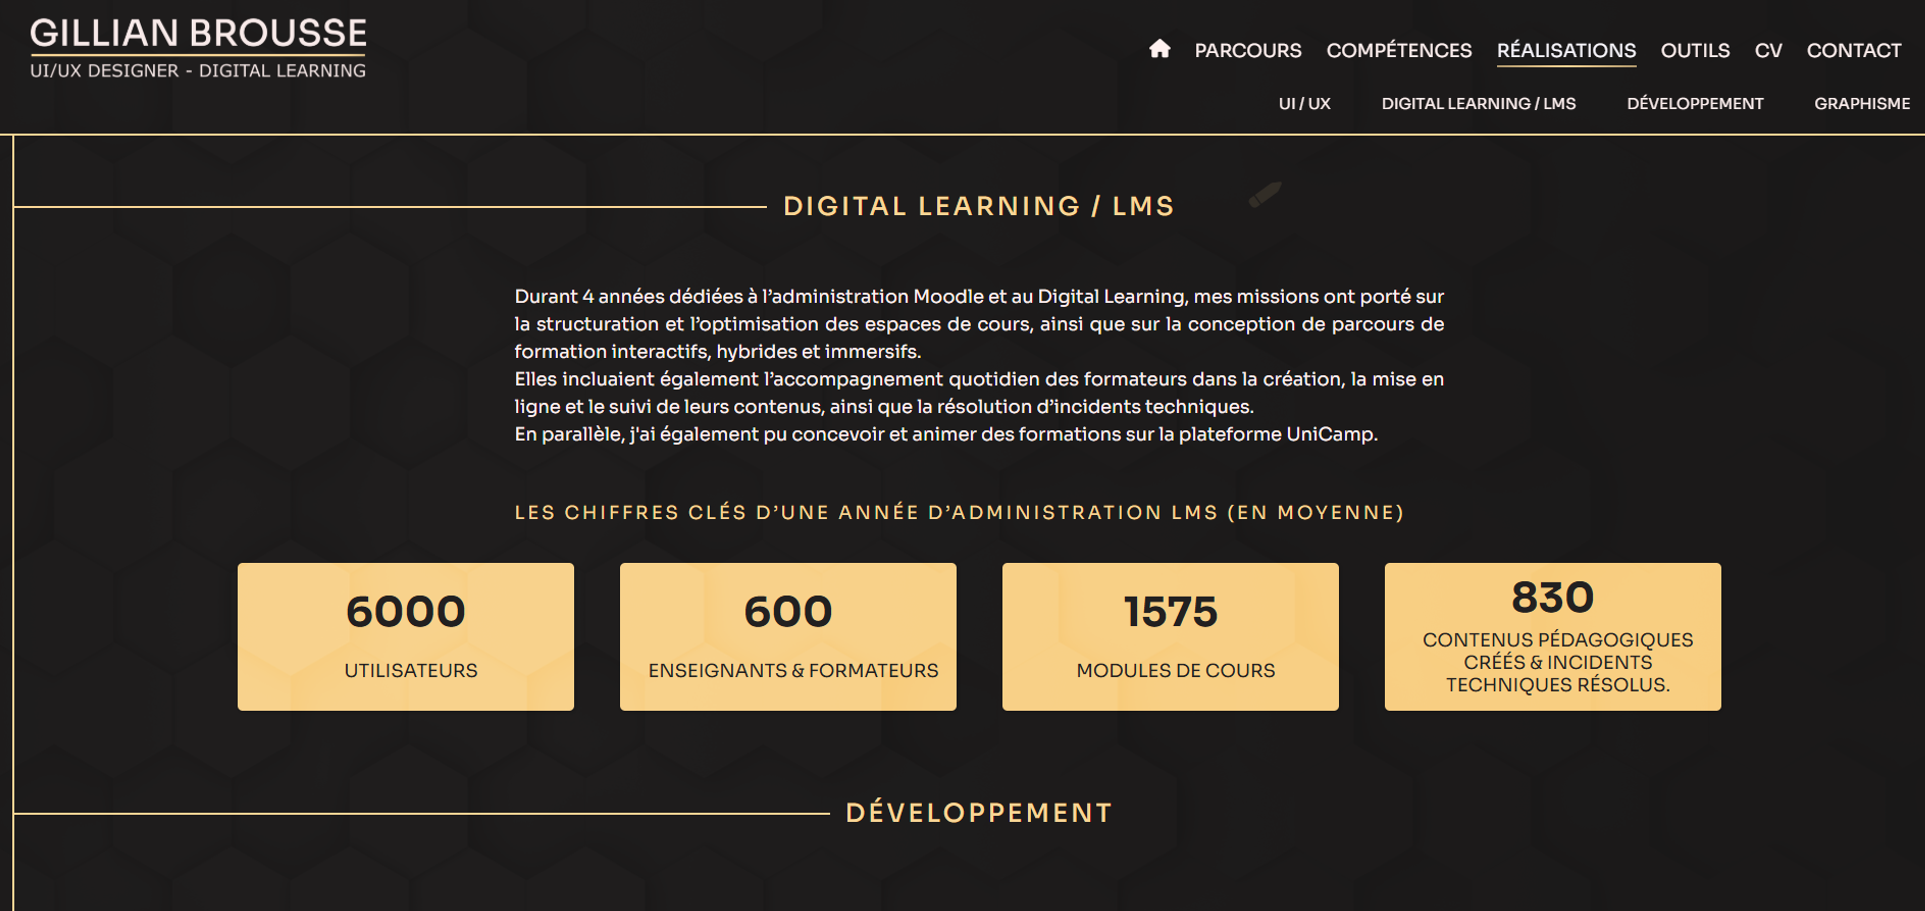 GILLIAN BROUSSE
UI/UX DESIGNER - DIGITAL LEARNING
PARCOURS COMPÉTENCES RÉALISATIONS OUTILS CV CONTACT
UI / UX DIGITAL LEARNING / LMS DÉVELOPPEMENT GRAPHISME
DIGITAL LEARNING / LMS
Durant 4 années dédiées à l’administration Moodle et au Digital Learning, mes missions ont porté sur
la structuration et l’optimisation des espaces de cours, ainsi que sur la conception de parcours de
formation interactifs, hybrides et immersifs.
Elles incluaient également l’accompagnement quotidien des formateurs dans la création, la mise en
ligne et le suivi de leurs contenus, ainsi que la résolution d’incidents techniques.
En parallèle, j'ai également pu concevoir et animer des formations sur la plateforme UniCamp.
LES CHIFFRES CLÉS D’UNE ANNÉE D’ADMINISTRATION LMS (EN MOYENNE)
6000
UTILISATEURS
600
ENSEIGNANTS & FORMATEURS
1575
MODULES DE COURS
830
CONTENUS PÉDAGOGIQUES
CRÉÉS & INCIDENTS
TECHNIQUES RÉSOLUS.
DÉVELOPPEMENT